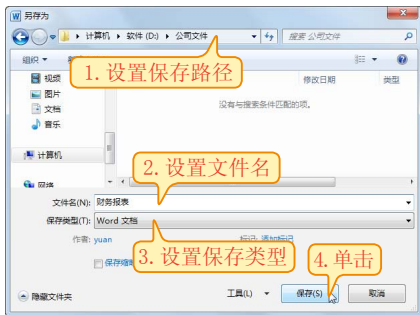 另存为
计算机 ▸ 软件 (D:) ▸ 公司文件
搜索 公司文件
组织
1. 设置保存路径
视频
修改日期
类型
图片
没有与搜索条件匹配的项。
文档
音乐
计算机
2. 设置文件名
网络
文件名(N): 财务报表
保存类型(T): Word 文档
作者: yuan
标记: 添加标记
3. 设置保存类型
4. 单击
保存缩
隐藏文件夹
工具(L)
保存(S)
取消